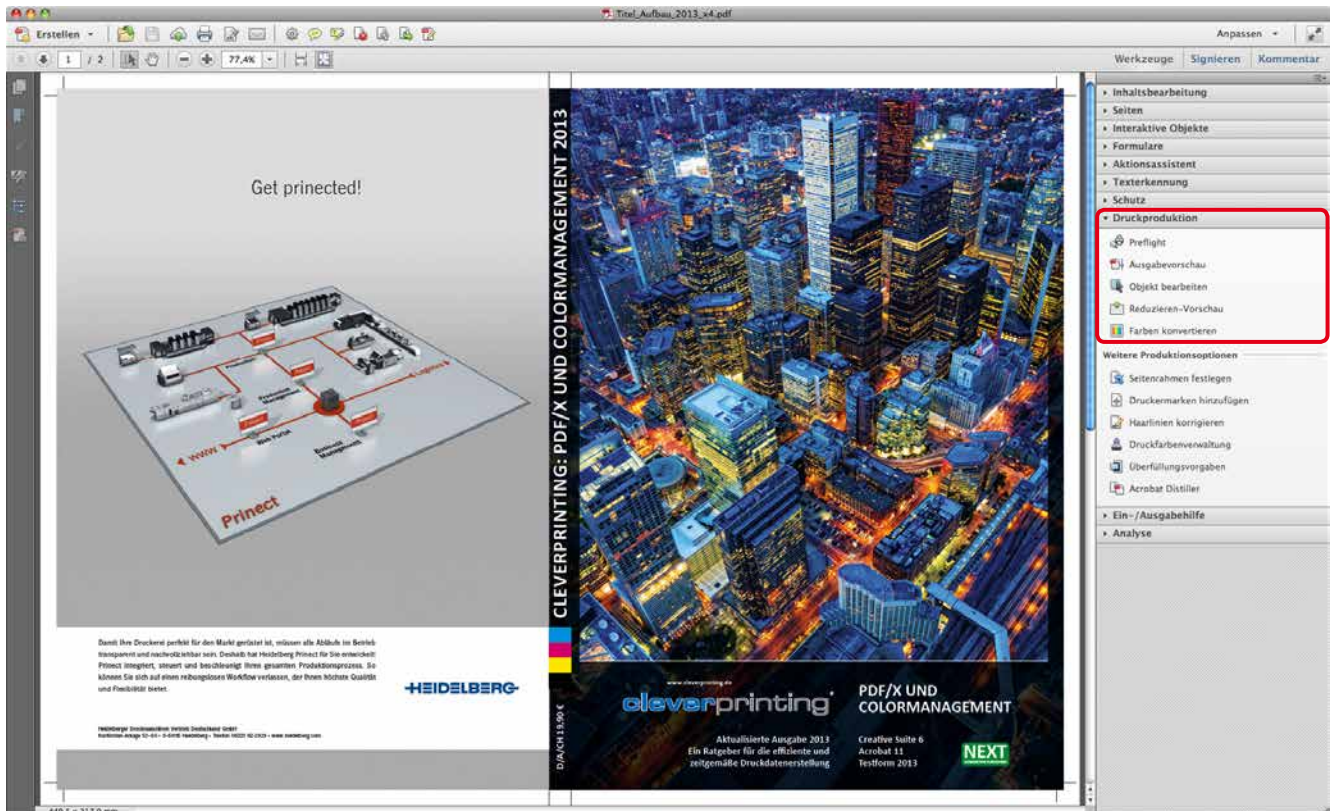 Titel_Aufbau_2013_x4.pdf
Erstellen
Anpassen
1 / 2
77,4%
Werkzeuge Signieren Kommentar
Inhaltsbearbeitung
Seiten
Interaktive Objekte
Formulare
Aktionsassistent
Texterkennung
Schutz
Druckproduktion
Preflight
Ausgabevorschau
Objekt bearbeiten
Reduzieren-Vorschau
Farben konvertieren
Weitere Produktionsoptionen
Seitenrahmen festlegen
Druckermarken hinzufügen
Haarlinien korrigieren
Druckfarbenverwaltung
Überfüllungsvorgaben
Acrobat Distiller
Ein-/Ausgabehilfe
Analyse
Get prinected!
WWW
Web Portal
Prinect
Damit Ihre Druckerei perfekt für den Markt gerüstet ist, müssen alle Abläufe im Betrieb
transparent und nachvollziehbar sein. Deshalb hat Heidelberg Prinect für Sie entwickelt!
Prinect integriert, steuert und beschleunigt Ihren gesamten Produktionsprozess. So
können Sie sich auf einen reibungslosen Workflow verlassen, der Ihnen höchste Qualität
und Flexibilität bietet.
HEIDELBERG
CLEVERPRINTING: PDF/X UND COLORMANAGEMENT 2013
D/A/CH 19,90 €
www.cleverprinting.de
cleverprinting
PDF/X UND
COLORMANAGEMENT
Aktualisierte Ausgabe 2013
Ein Ratgeber für die effiziente und
zeitgemäße Druckdatenerstellung
Creative Suite 6
Acrobat 11
Testform 2013
NEXT